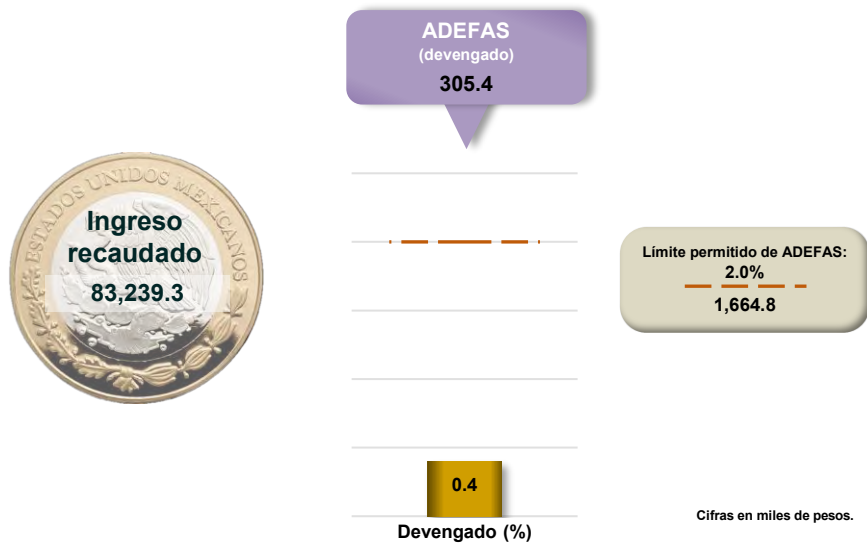 ADEFAS
(devengado)
305.4
ESTADOS UNIDOS MEXICANOS
Ingreso
recaudado
83,239.3
Límite permitido de ADEFAS:
2.0%
1,664.8
0.4
Devengado (%)
Cifras en miles de pesos.